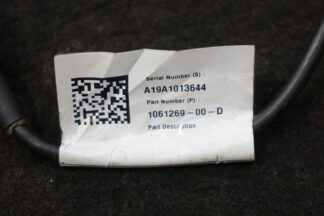 Serial Number (S) :
A19A1013644
Part Number (P) :
1061269-00-D
Part Description